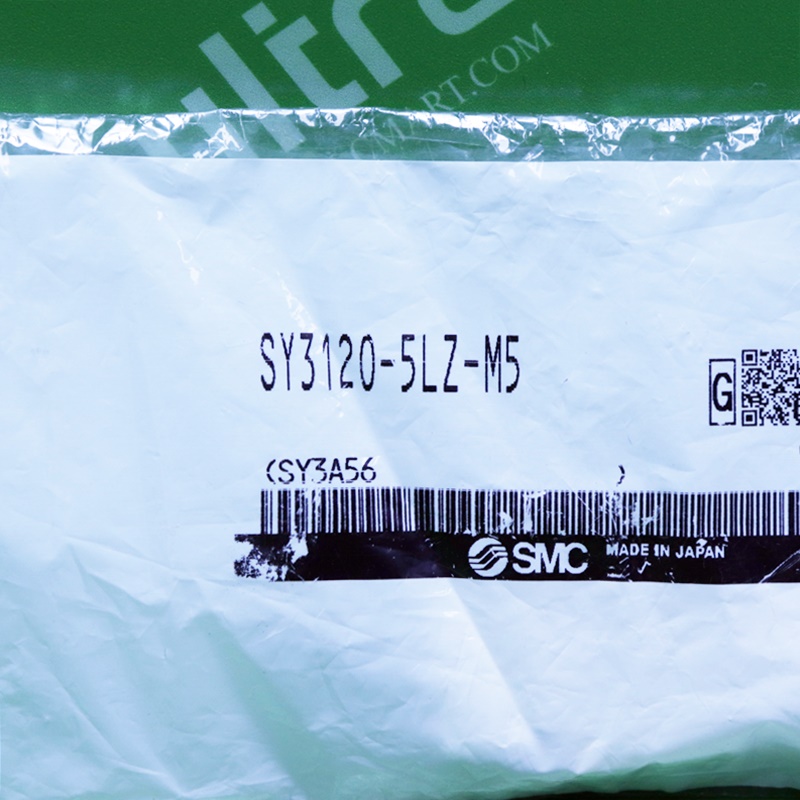 SY3120-5LZ-M5
G
(SY3A56 )
SMC MADE IN JAPAN